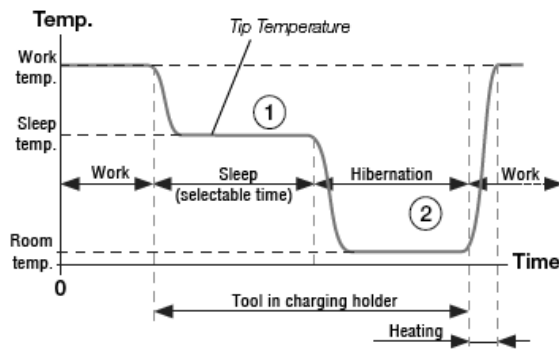 Temp.
Tip Temperature
Work
temp.
1
Sleep
temp.
Work
Sleep
(selectable time)
Hibernation
Work
2
Room
temp.
Time
0
Tool in charging holder
Heating